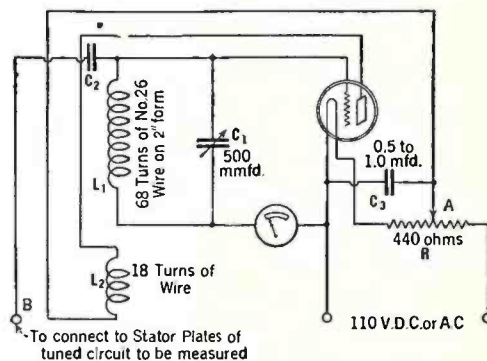 C2
68 Turns of No.26
Wire on 2" form
L1
C1
500
mmfd.
0.5 to
1.0 mfd.
C3
A
440 ohms
R
L2
18 Turns of
Wire
B
110 V.D.C. or A C
To connect to Stator Plates of
tuned circuit to be measured